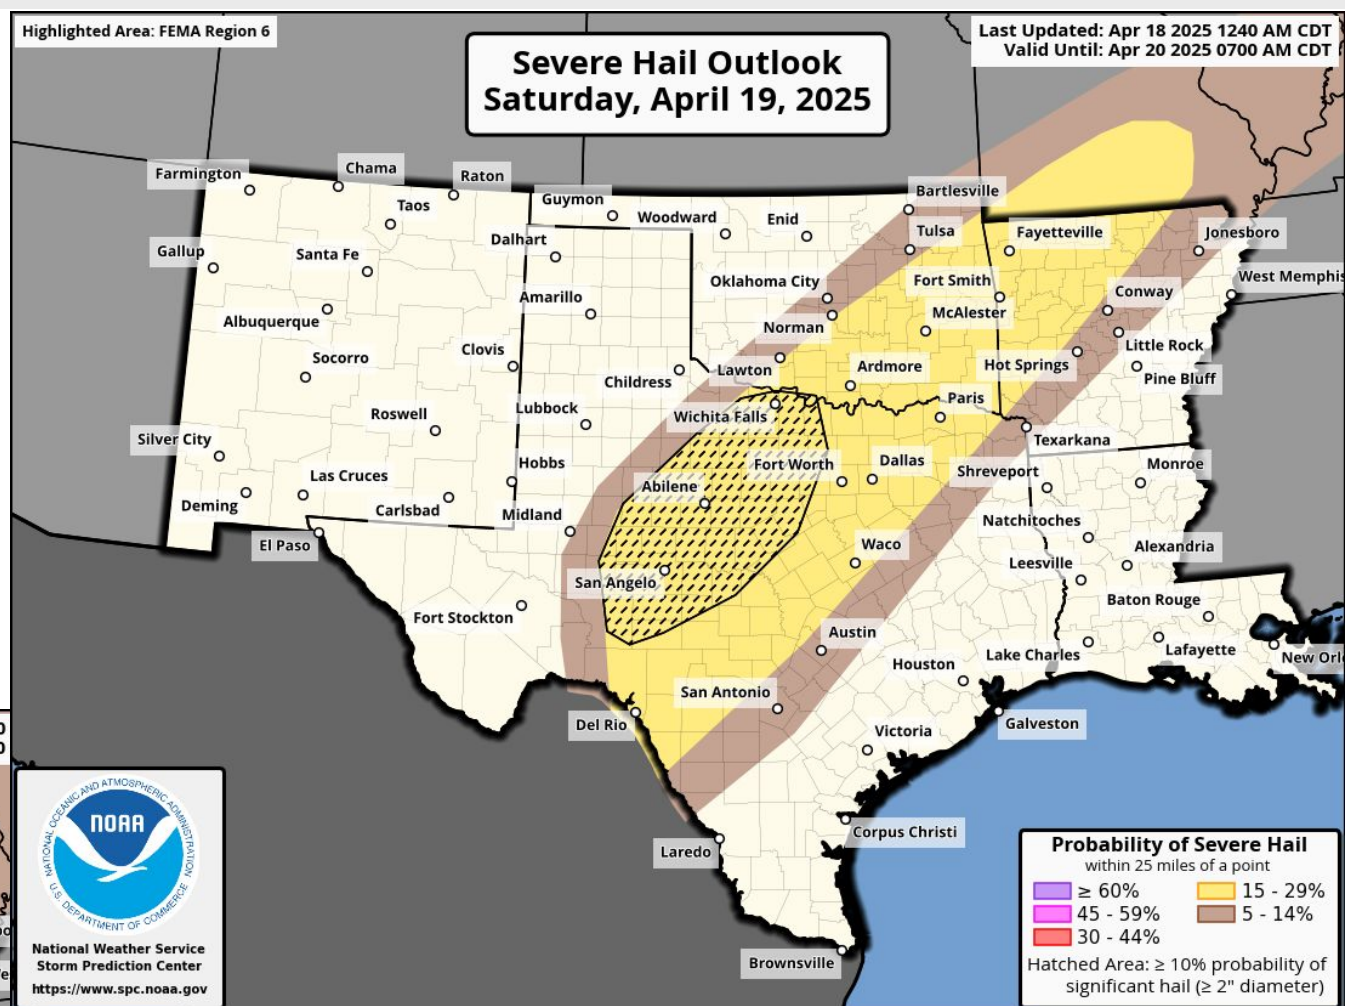 Highlighted Area: FEMA Region 6
Severe Hail Outlook
Saturday, April 19, 2025
Last Updated: Apr 18 2025 1240 AM CDT
Valid Until: Apr 20 2025 0700 AM CDT
Farmington
Chama
Raton
Taos
Guymon
Woodward
Enid
Bartlesville
Gallup
Santa Fe
Dalhart
Tulsa
Fayetteville
Jonesboro
Albuquerque
Amarillo
Oklahoma City
Fort Smith
Conway
West Memphis
Norman
McAlester
Socorro
Clovis
Childress
Lawton
Ardmore
Hot Springs
Little Rock
Pine Bluff
Roswell
Lubbock
Wichita Falls
Paris
Texarkana
Silver City
Las Cruces
Hobbs
Fort Worth
Dallas
Shreveport
Monroe
Deming
Carlsbad
Midland
Abilene
Natchitoches
El Paso
San Angelo
Waco
Leesville
Alexandria
Fort Stockton
Baton Rouge
Austin
Houston
Lake Charles
Lafayette
New Orl
San Antonio
Del Rio
Victoria
Galveston
Laredo
Corpus Christi
Brownsville
NATIONAL OCEANIC AND ATMOSPHERIC ADMINISTRATION
NOAA
U.S. DEPARTMENT OF COMMERCE
National Weather Service
Storm Prediction Center
https://www.spc.noaa.gov
Probability of Severe Hail
within 25 miles of a point
≥ 60%
15 - 29%
45 - 59%
5 - 14%
30 - 44%
Hatched Area: ≥ 10% probability of
significant hail (≥ 2" diameter)